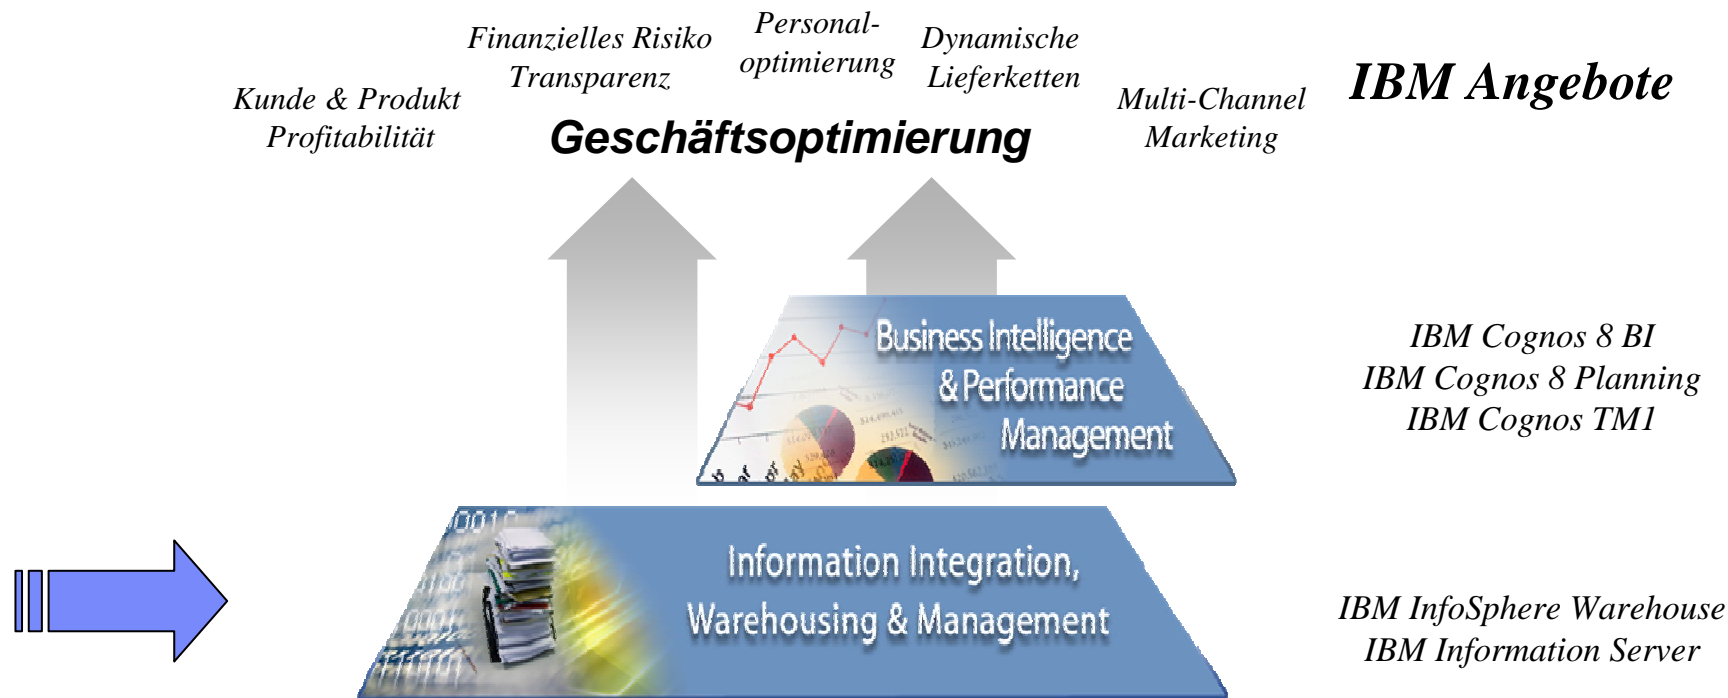 Kunde & Produkt
Profitabilität
Finanzielles Risiko
Transparenz
Personal-
optimierung
Dynamische
Lieferketten
Multi-Channel
Marketing
IBM Angebote
Geschäftsoptimierung
Business Intelligence
& Performance
Management
IBM Cognos 8 BI
IBM Cognos 8 Planning
IBM Cognos TM1
Information Integration,
Warehousing & Management
IBM InfoSphere Warehouse
IBM Information Server